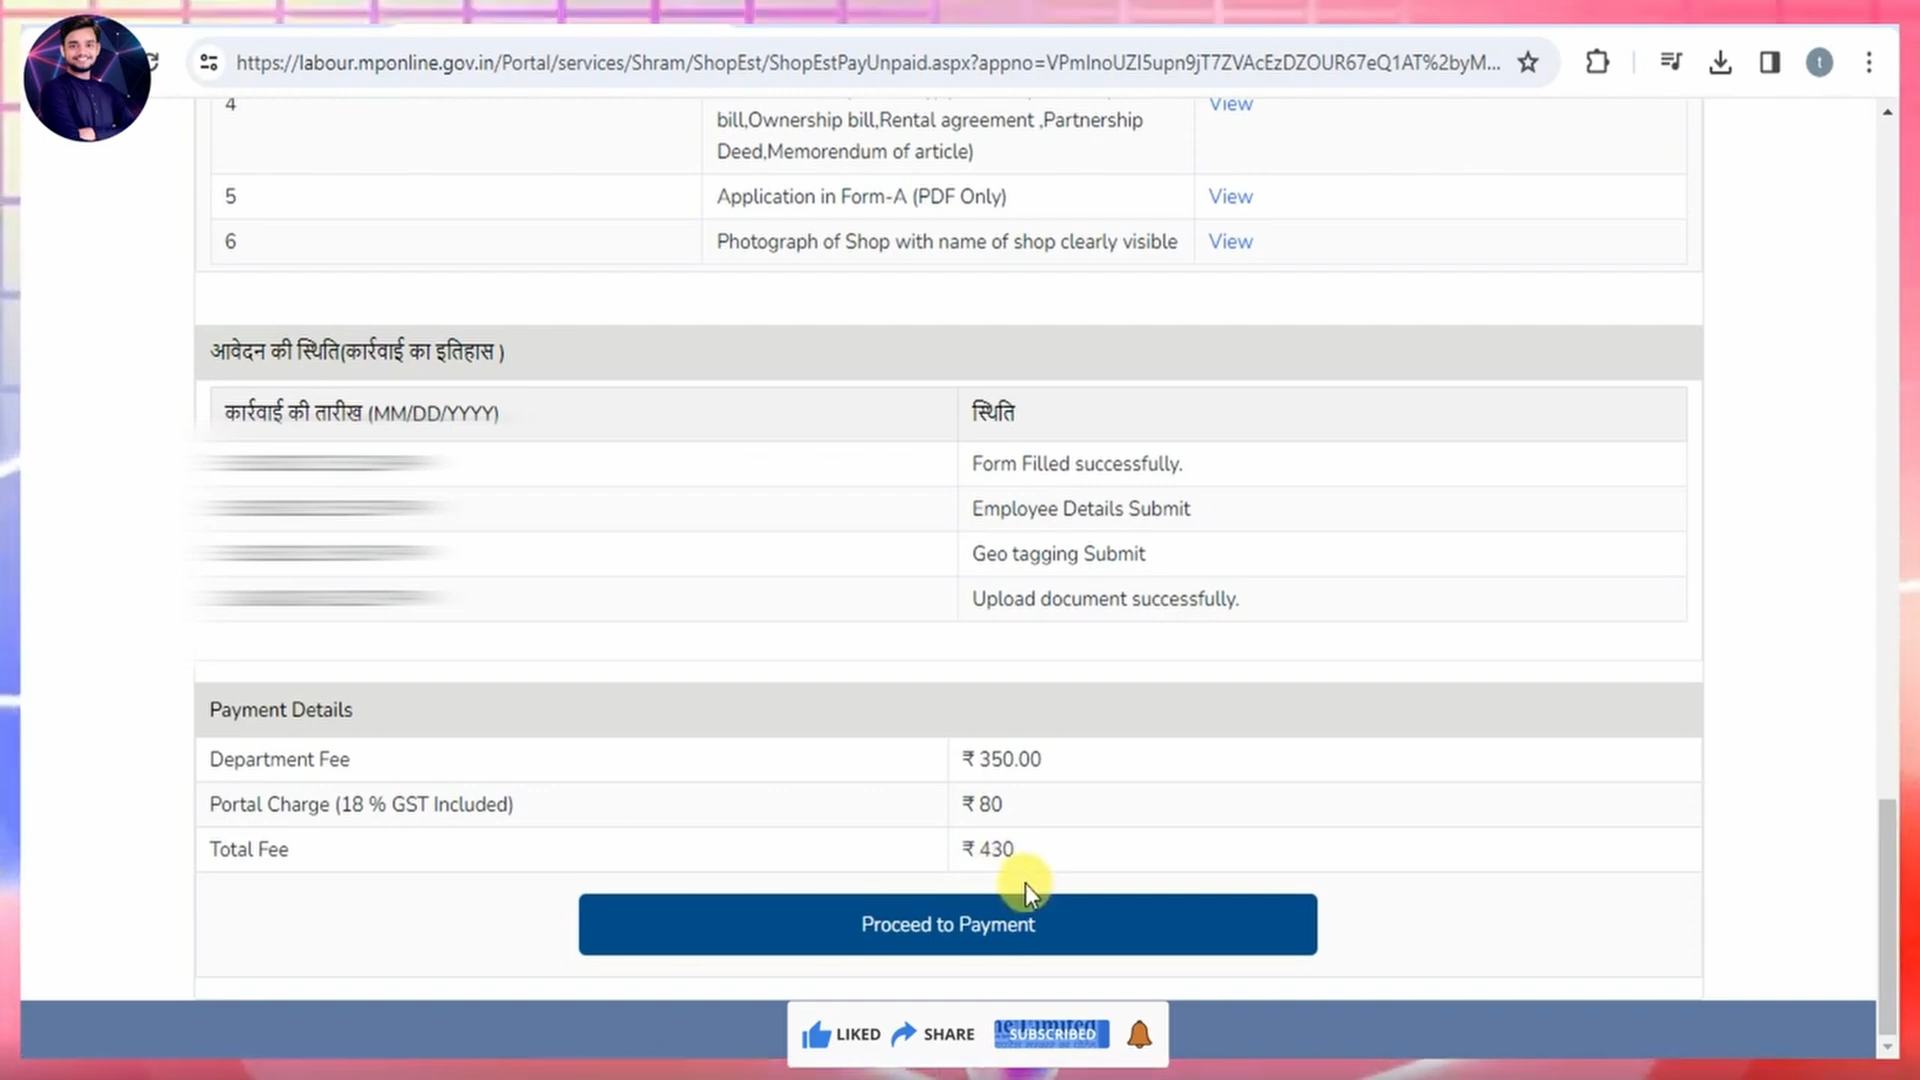 https://labour.mponline.gov.in/Portal/services/Shram/ShopEst/ShopEstPayUnpaid.aspx?appno=VPmInoUZI5upn9jT7ZVAcEzDZOUR67eQ1AT%2byM...
t
4
View
bill,Ownership bill,Rental agreement ,Partnership
Deed,Memorendum of article)
5 Application in Form-A (PDF Only) View
6 Photograph of Shop with name of shop clearly visible View
आवेदन की स्थिति(कार्रवाई का इतिहास )
कार्रवाई की तारीख (MM/DD/YYYY) स्थिति
Form Filled successfully.
Employee Details Submit
Geo tagging Submit
Upload document successfully.
Payment Details
Department Fee ₹ 350.00
Portal Charge (18 % GST Included) ₹ 80
Total Fee ₹ 430
Proceed to Payment
LIKED SHARE SUBSCRIBED